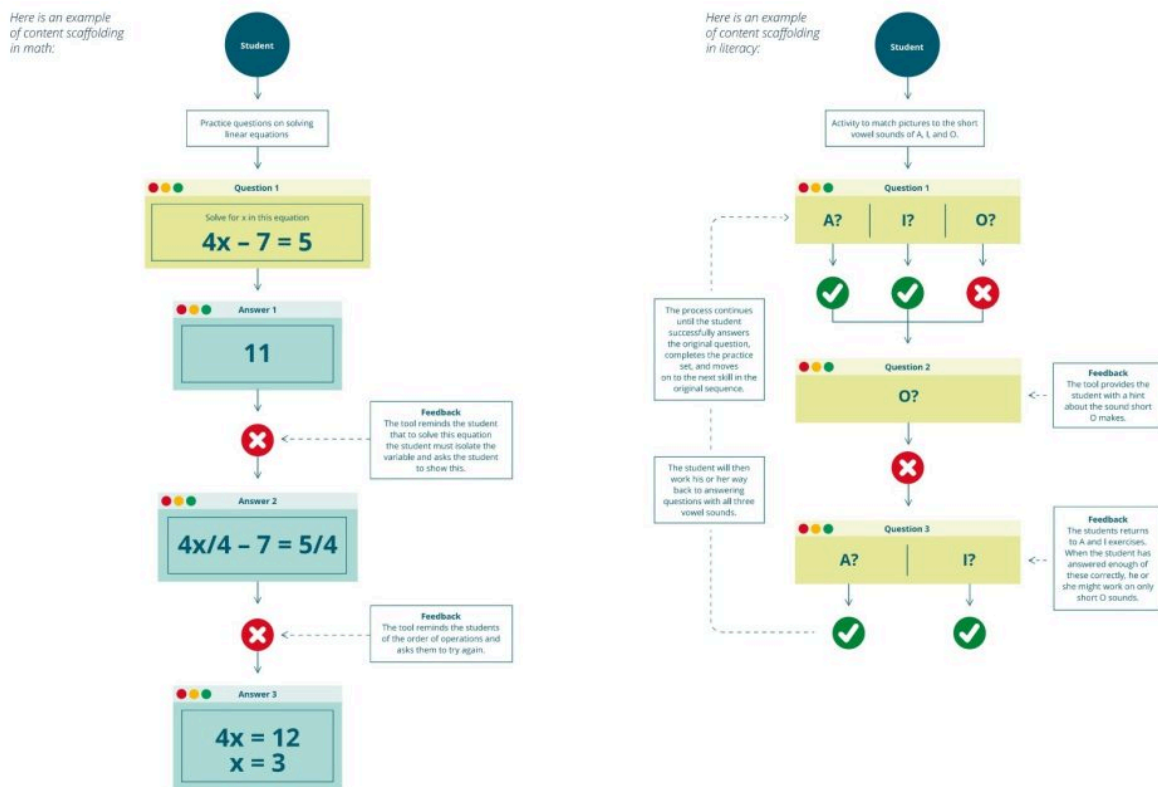 Here is an example
of content scaffolding
in math:
Student
Practice questions on solving
linear equations
Question 1
Solve for x in this equation
4x – 7 = 5
Answer 1
11
Feedback
The tool reminds the student
that to solve this equation
the student must isolate the
variable and asks the student
to show this.
Answer 2
4x/4 – 7 = 5/4
Feedback
The tool reminds the students
of the order of operations and
asks them to try again.
Answer 3
4x = 12
x = 3
Here is an example
of content scaffolding
in literacy:
Student
Activity to match pictures to the short
vowel sounds of A, I, and O.
Question 1
A?
I?
O?
Question 2
O?
Feedback
The tool provides the
student with a hint
about the sound short
O makes.
Question 3
A?
I?
Feedback
The students returns
to A and I exercises.
When the student has
answered enough of
these correctly, he or
she might work on only
short O sounds.
The student will then
work his or her way
back to answering
questions with all three
vowel sounds.
The process continues
until the student
successfully answers
the original question,
completes the practice
set, and moves
on to the next skill in the
original sequence.